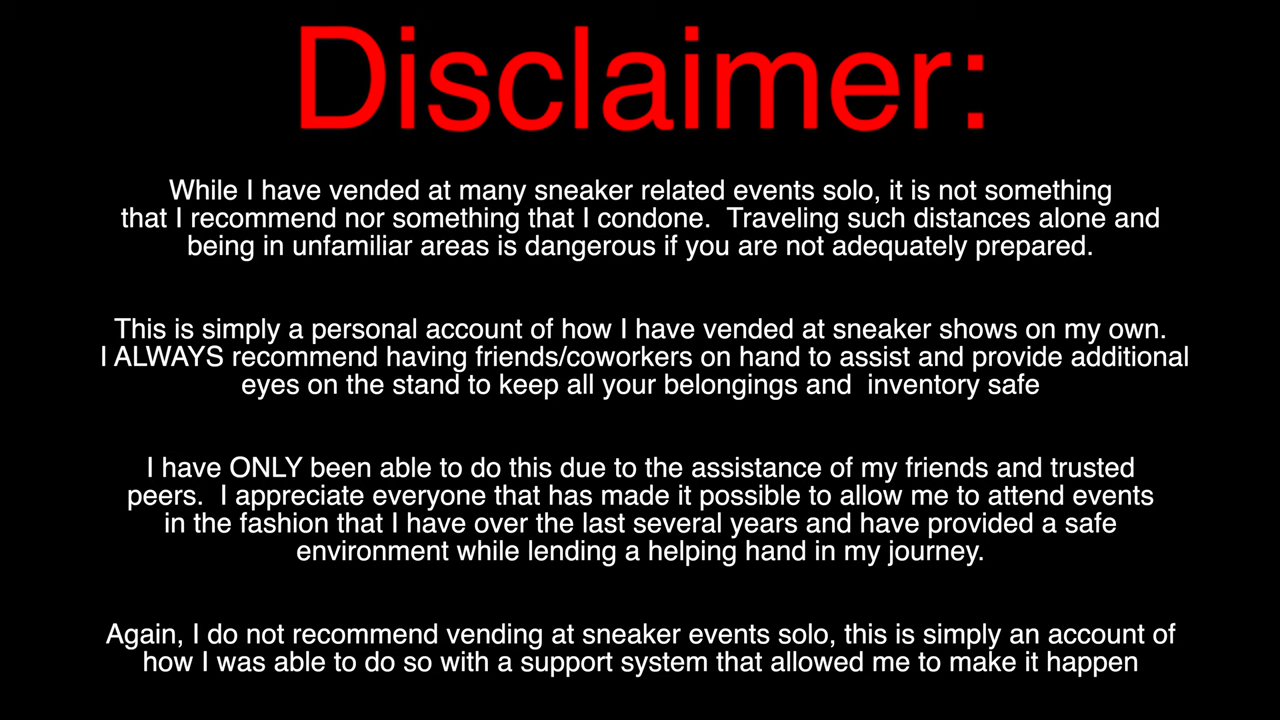 Disclaimer:
While I have vended at many sneaker related events solo, it is not something
that I recommend nor something that I condone.  Traveling such distances alone and
being in unfamiliar areas is dangerous if you are not adequately prepared.
This is simply a personal account of how I have vended at sneaker shows on my own.
I ALWAYS recommend having friends/coworkers on hand to assist and provide additional
eyes on the stand to keep all your belongings and  inventory safe
I have ONLY been able to do this due to the assistance of my friends and trusted
peers.  I appreciate everyone that has made it possible to allow me to attend events
in the fashion that I have over the last several years and have provided a safe
environment while lending a helping hand in my journey.
Again, I do not recommend vending at sneaker events solo, this is simply an account of
how I was able to do so with a support system that allowed me to make it happen